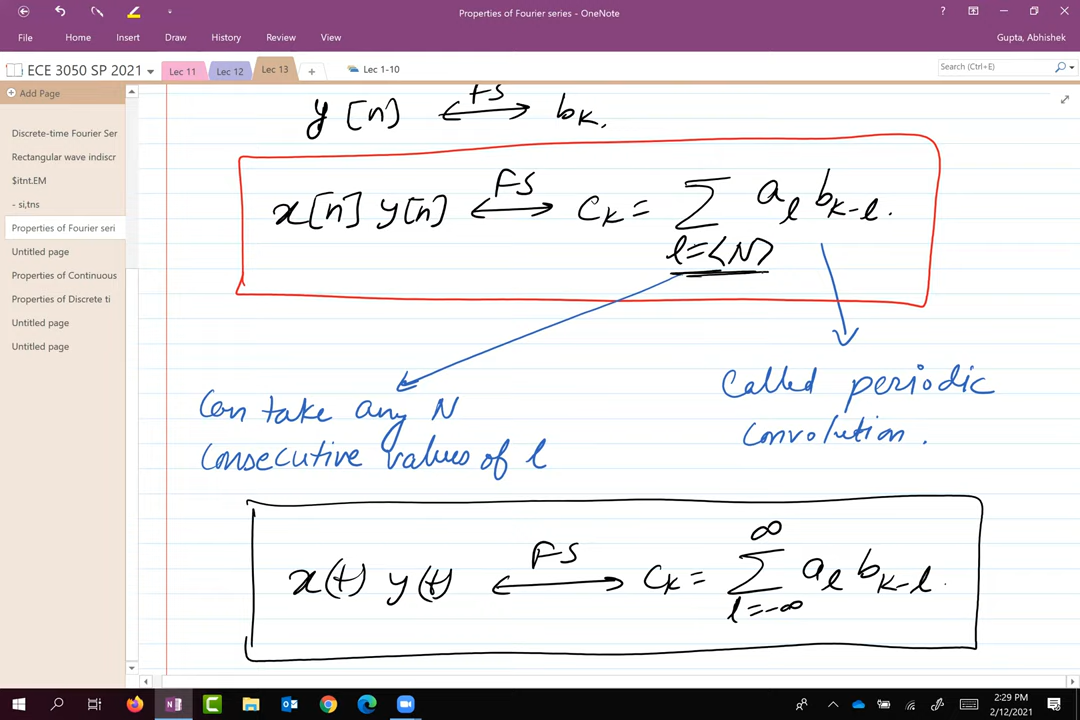 Properties of Fourier series - OneNote
?
File
Home
Insert
Draw
History
Review
View
Gupta, Abhishek
ECE 3050 SP 2021
Lec 11
Lec 12
Lec 13
Lec 1-10
Search (Ctrl+E)
Add Page
Discrete-time Fourier Ser
Rectangular wave indiscr
$itnt.EM
- si,tns
Properties of Fourier seri
Untitled page
Properties of Continuous
Properties of Discrete ti
Untitled page
Untitled page
y[n] ⟷ FS b_k.
x[n] y[n] ⟷ FS c_k = ∑_{l=⟨N⟩} a_l b_{k-l}.
Can take any N
consecutive values of l
Called periodic
convolution.
x(t) y(t) ⟷ FS c_k = ∑_{l=-∞}^{∞} a_l b_{k-l}.
2:29 PM
2/12/2021